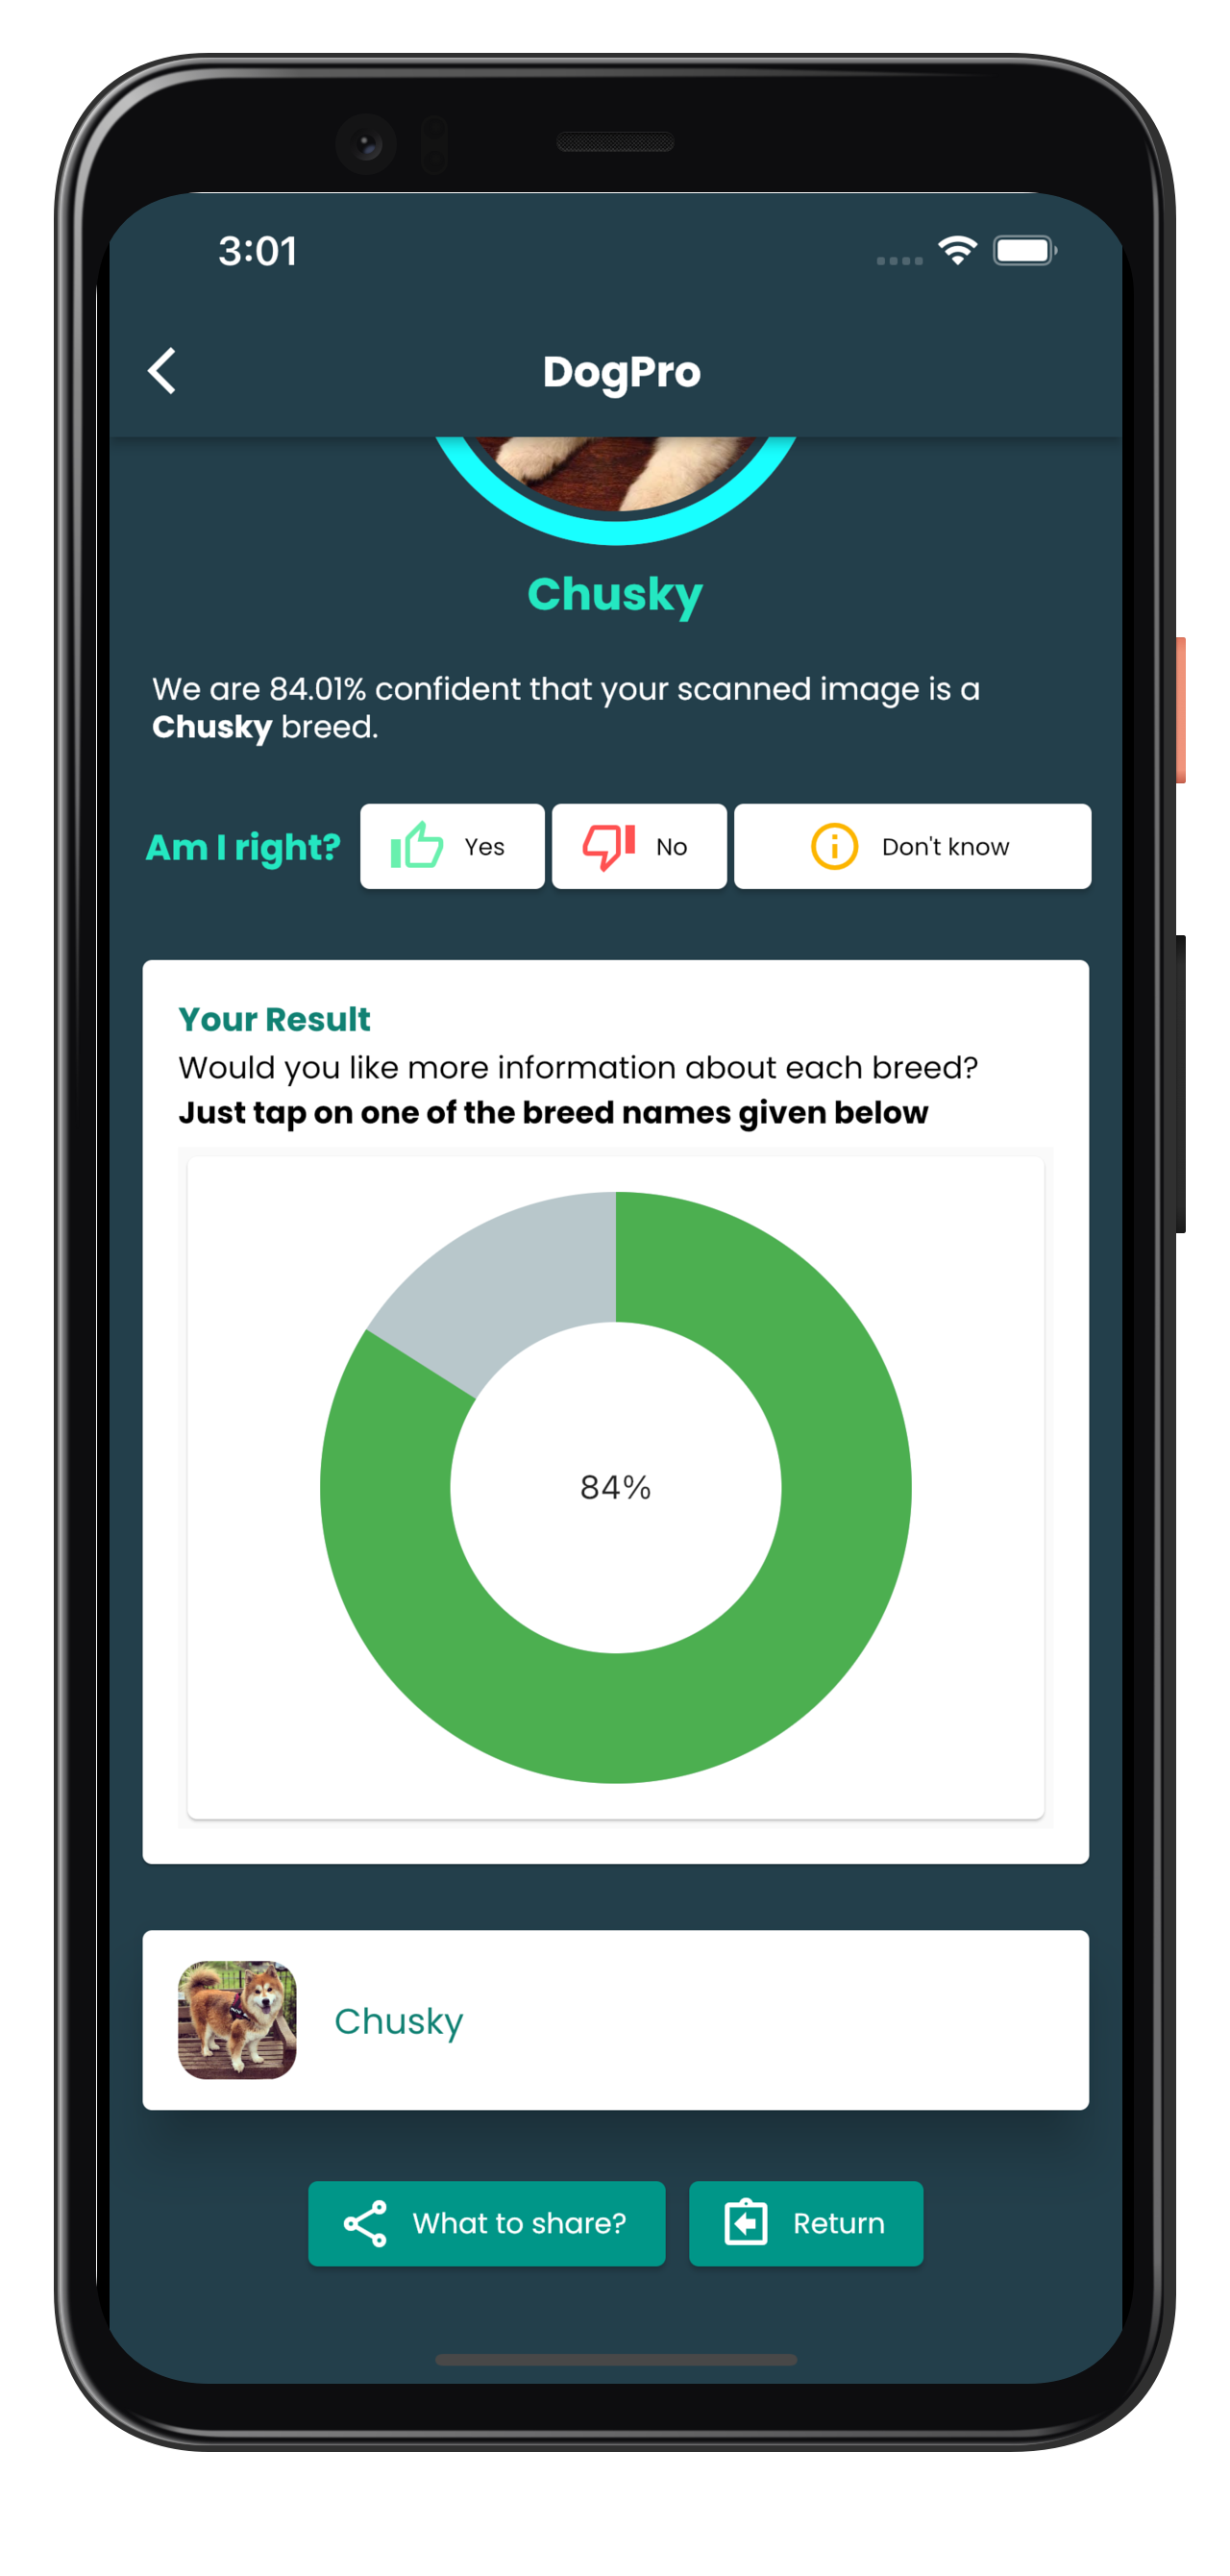 3:01
DogPro
Chusky
We are 84.01% confident that your scanned image is a
Chusky breed.
Am I right?
Yes
No
Don't know
Your Result
Would you like more information about each breed?
Just tap on one of the breed names given below
84%
Chusky
What to share?
Return